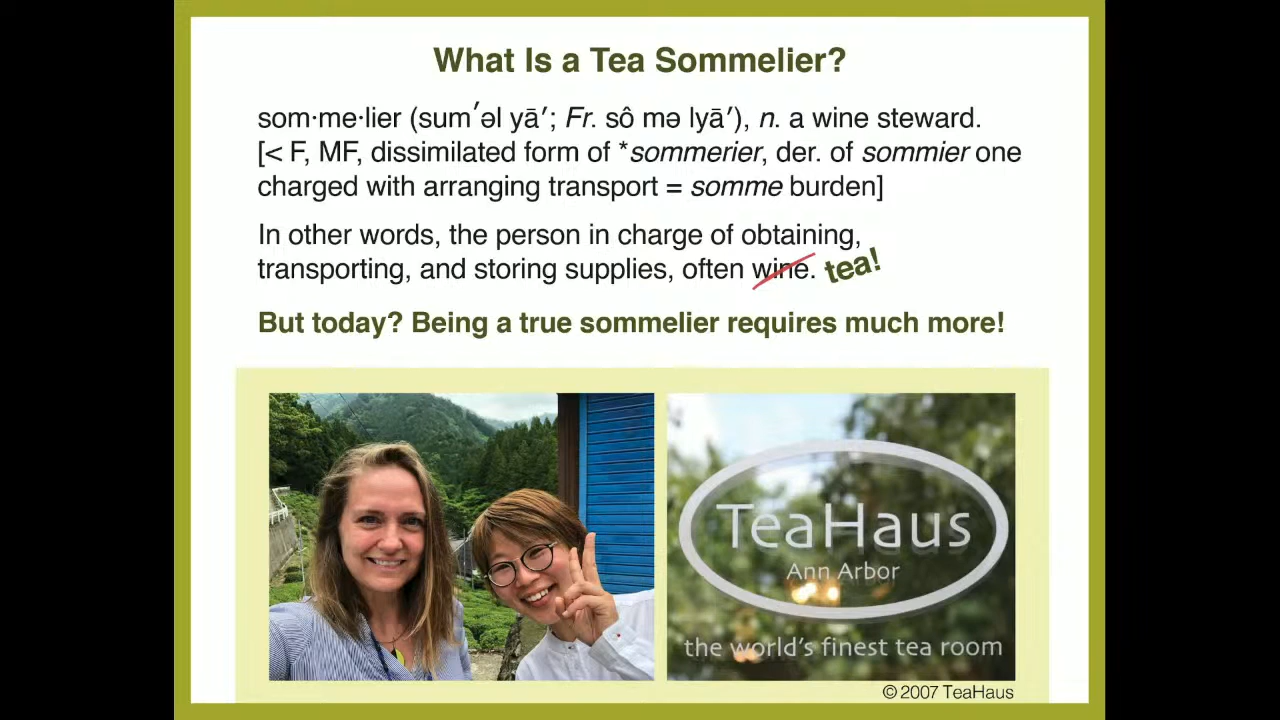 What Is a Tea Sommelier?
som·me·lier (sum′əl yā′; Fr. sô mə lyā′), n. a wine steward.
[< F, MF, dissimilated form of *sommerier, der. of sommier one
charged with arranging transport = somme burden]
In other words, the person in charge of obtaining,
transporting, and storing supplies, often wine. tea!
But today? Being a true sommelier requires much more!
TeaHaus
Ann Arbor
the world's finest tea room
© 2007 TeaHaus